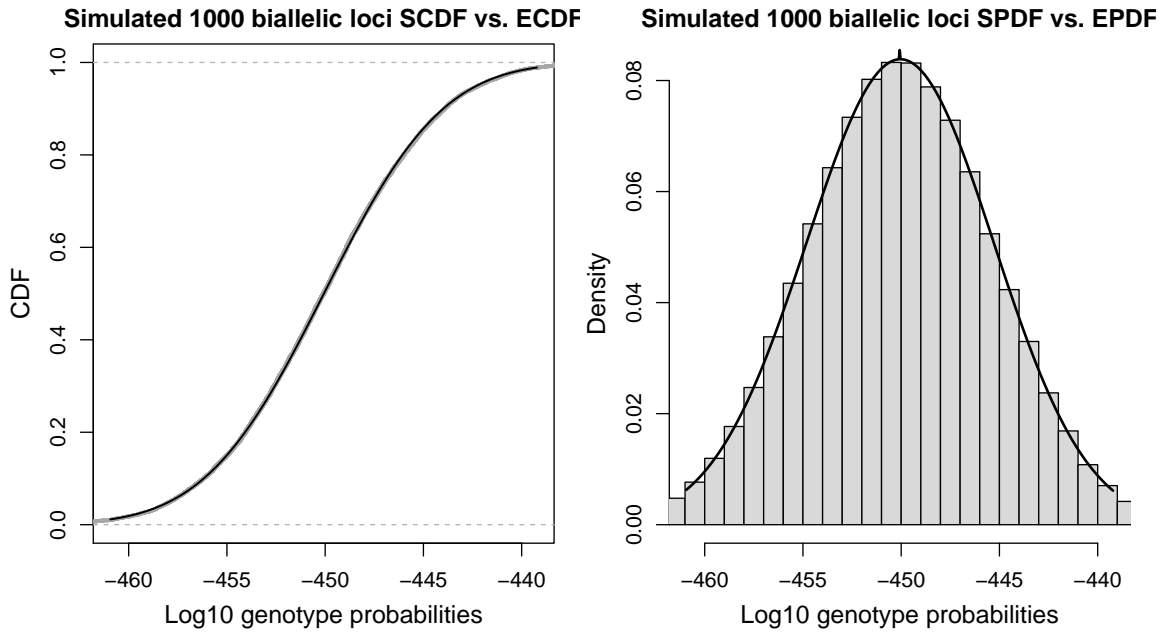 Simulated 1000 biallelic loci SCDF vs. ECDF
CDF
1.0
0.8
0.6
0.4
0.2
0.0
−460 −455 −450 −445 −440
Log10 genotype probabilities
Simulated 1000 biallelic loci SPDF vs. EPDF
Density
0.08
0.06
0.04
0.02
0.00
−460 −455 −450 −445 −440
Log10 genotype probabilities